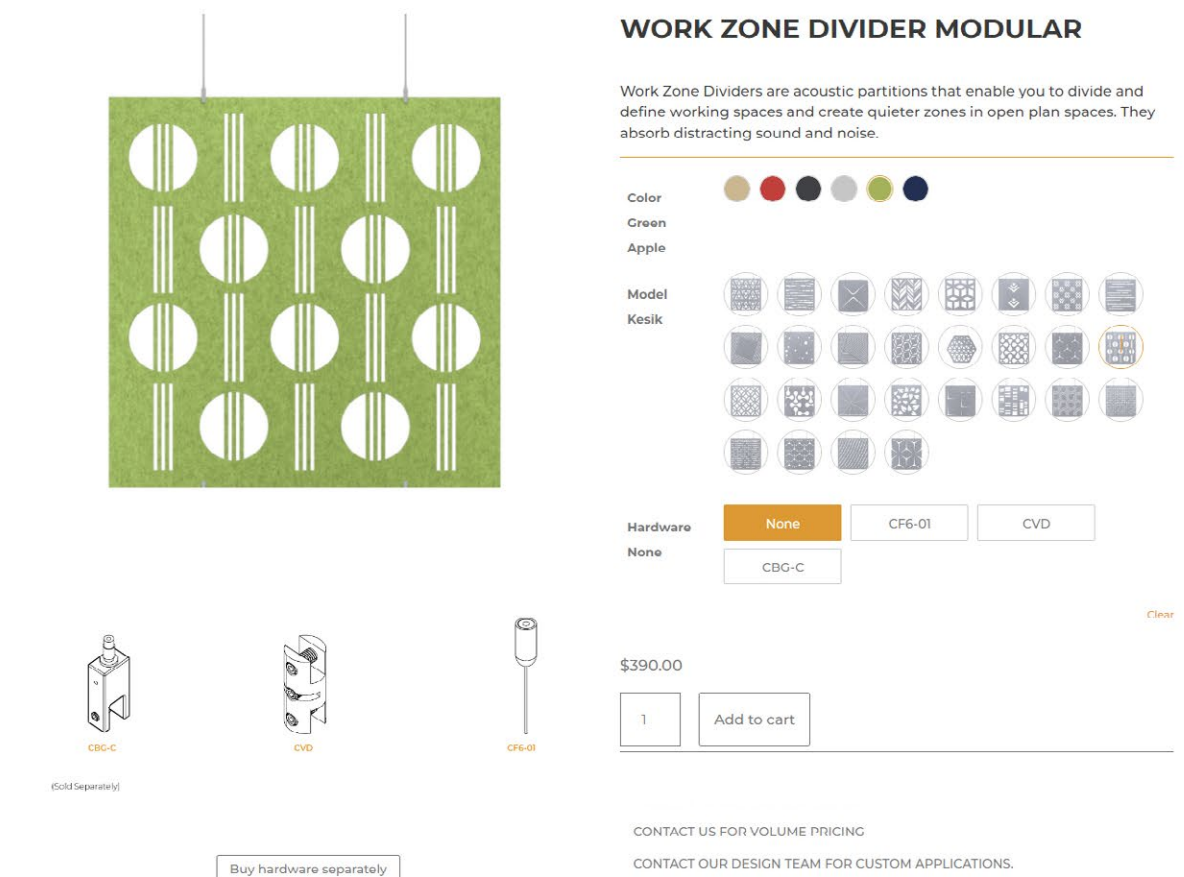 WORK ZONE DIVIDER MODULAR
Work Zone Dividers are acoustic partitions that enable you to divide and
define working spaces and create quieter zones in open plan spaces. They
absorb distracting sound and noise.
Color
Green
Apple
Model
Kesik
Hardware
None
None
CF6-01
CVD
CBG-C
Clear
$390.00
1
Add to cart
CBG-C
CVD
CF6-01
(Sold Separately)
Buy hardware separately
CONTACT US FOR VOLUME PRICING
CONTACT OUR DESIGN TEAM FOR CUSTOM APPLICATIONS.